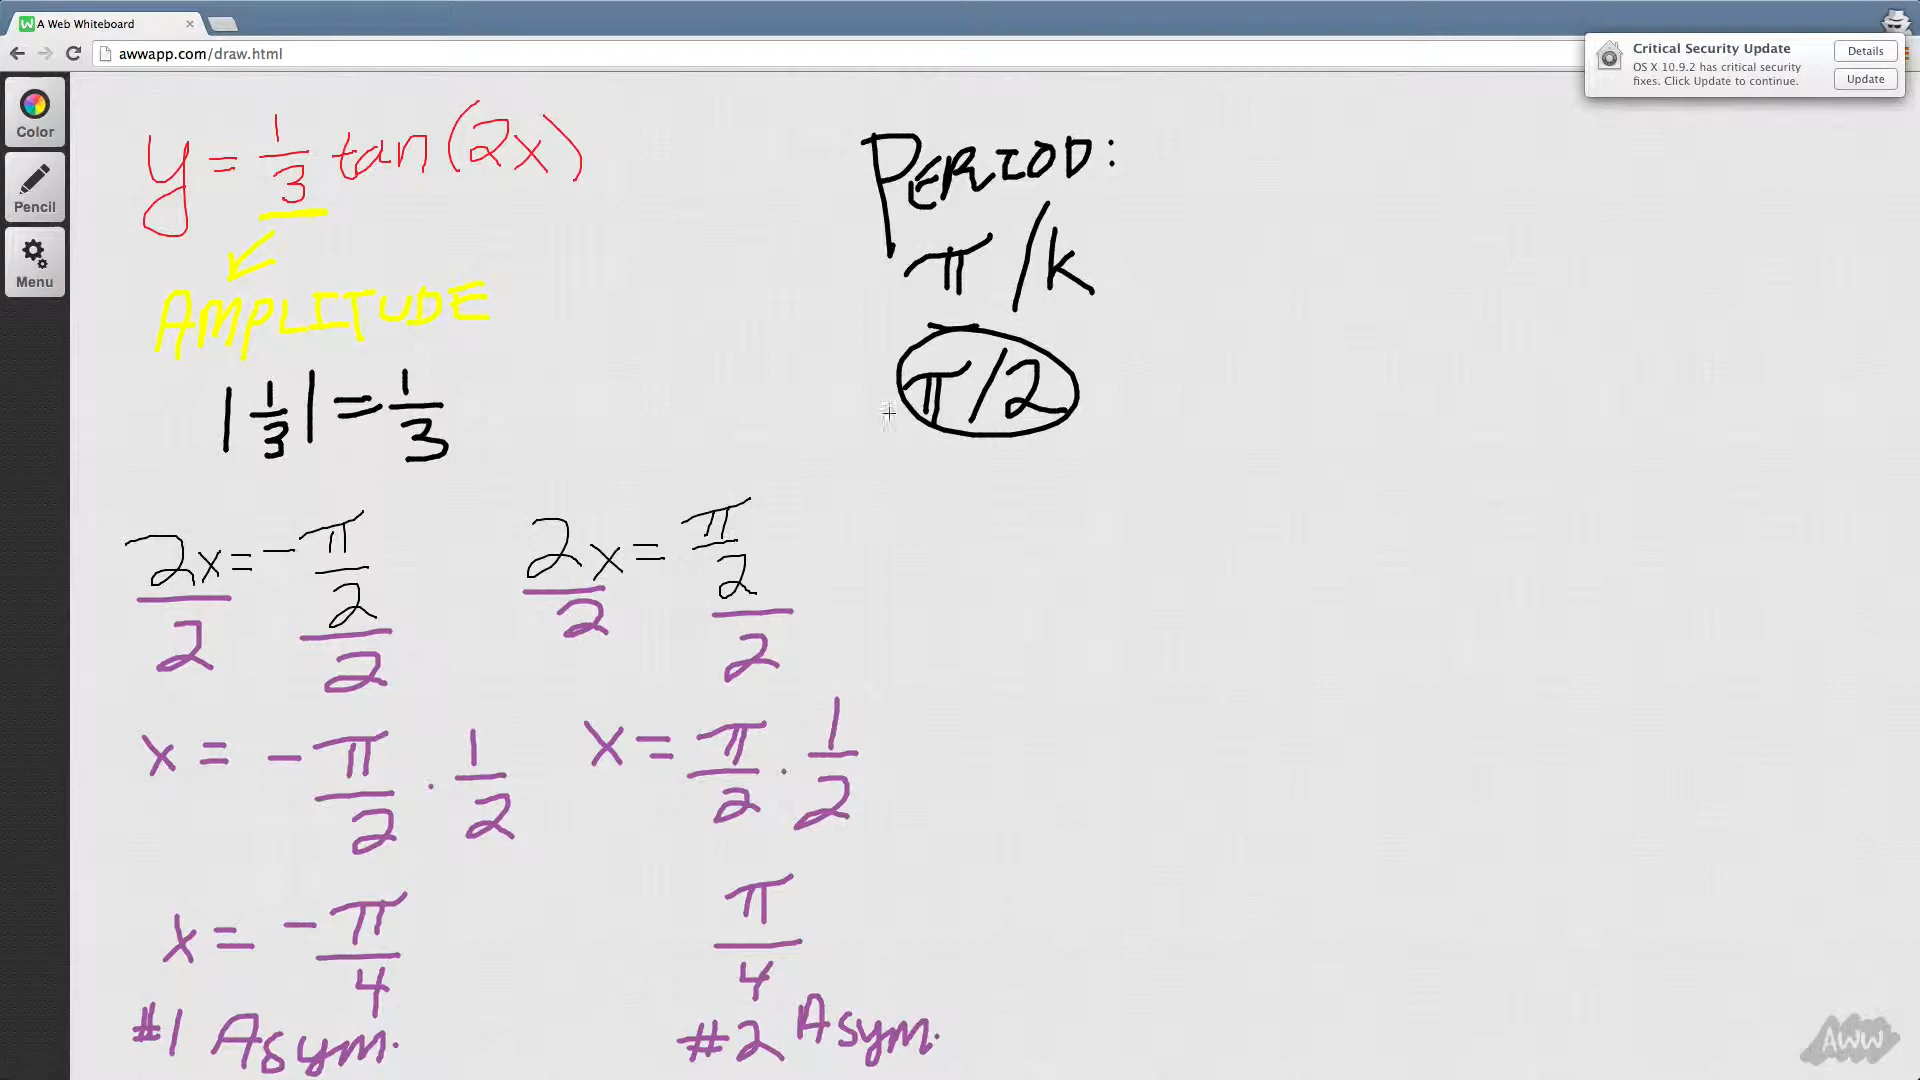 A Web Whiteboard
awwapp.com/draw.html
Critical Security Update
OS X 10.9.2 has critical security
fixes. Click Update to continue.
Details
Update
Color
Pencil
Menu
y = 1/3 tan(2x)
AMPLITUDE
|1/3| = 1/3
PERIOD:
π/k
π/2
2x/2 = -π/2/2
2x/2 = π/2/2
x = -π/2 · 1/2
x = π/2 · 1/2
x = -π/4
π/4
#1 Asym.
#2 Asym.
AWW